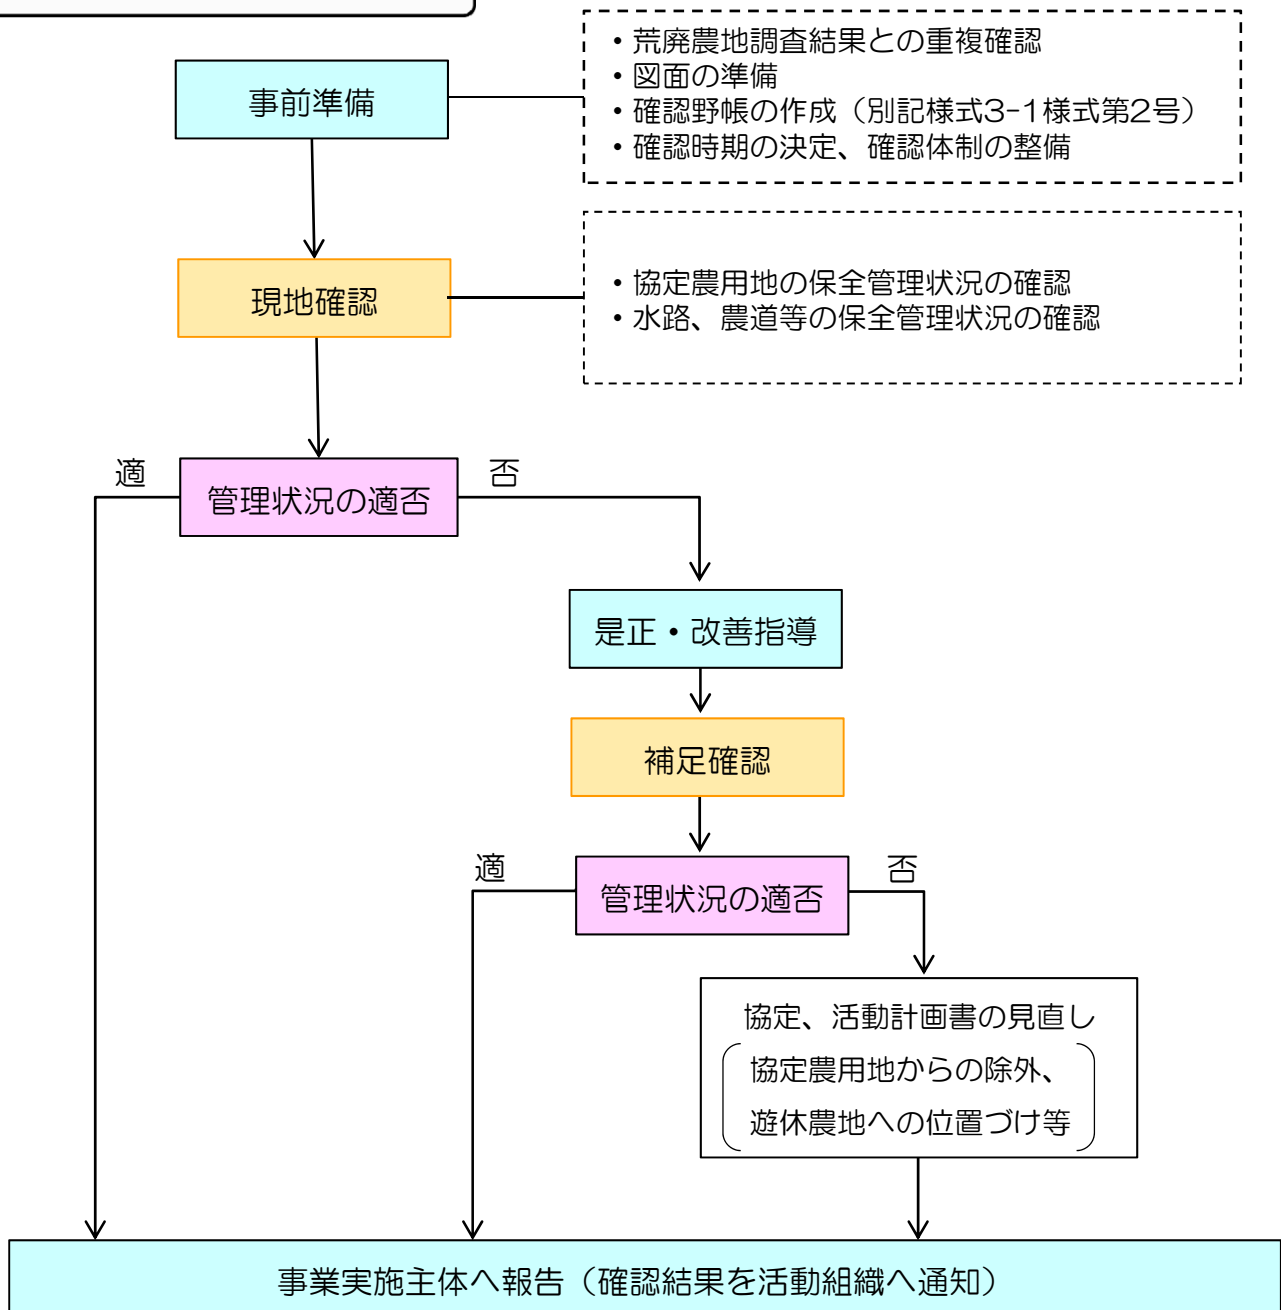 事前準備
・荒廃農地調査結果との重複確認
・図面の準備
・確認野帳の作成（別記様式3-1様式第2号）
・確認時期の決定、確認体制の整備
現地確認
・協定農用地の保全管理状況の確認
・水路、農道等の保全管理状況の確認
適
管理状況の適否
否
是正・改善指導
補足確認
適
管理状況の適否
否
協定、活動計画書の見直し
協定農用地からの除外、
遊休農地への位置づけ等
事業実施主体へ報告（確認結果を活動組織へ通知）